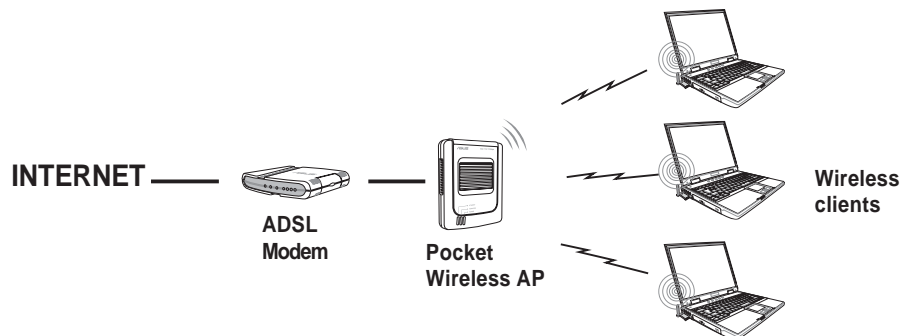 INTERNET
ADSL
Modem
Pocket
Wireless AP
Wireless
clients